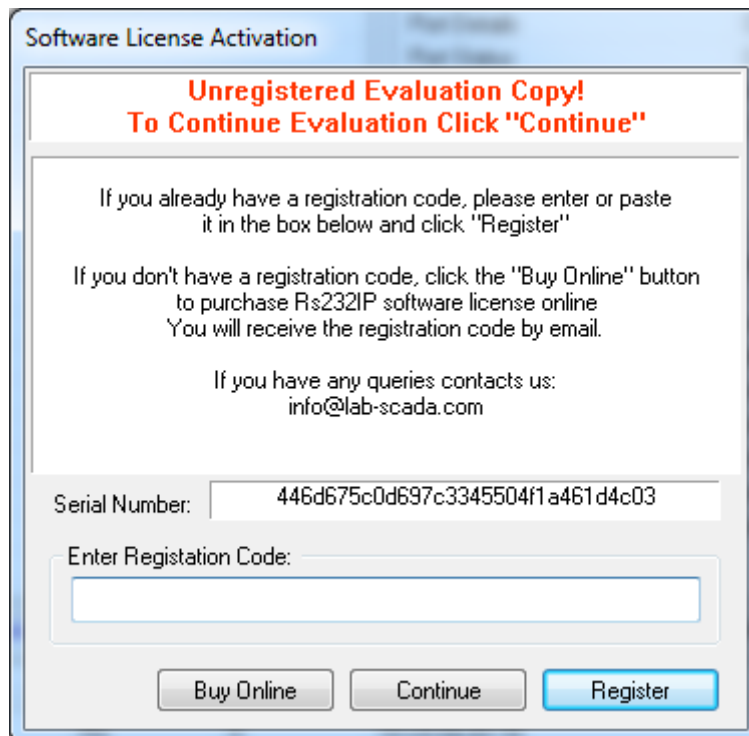 Software License Activation
Unregistered Evaluation Copy!
To Continue Evaluation Click "Continue"
If you already have a registration code, please enter or paste
it in the box below and click "Register"
If you don't have a registration code, click the "Buy Online" button
to purchase Rs232IP software license online
You will receive the registration code by email.
If you have any queries contacts us:
info@lab-scada.com
Serial Number: 446d675c0d697c3345504f1a461d4c03
Enter Registation Code:
Buy Online Continue Register